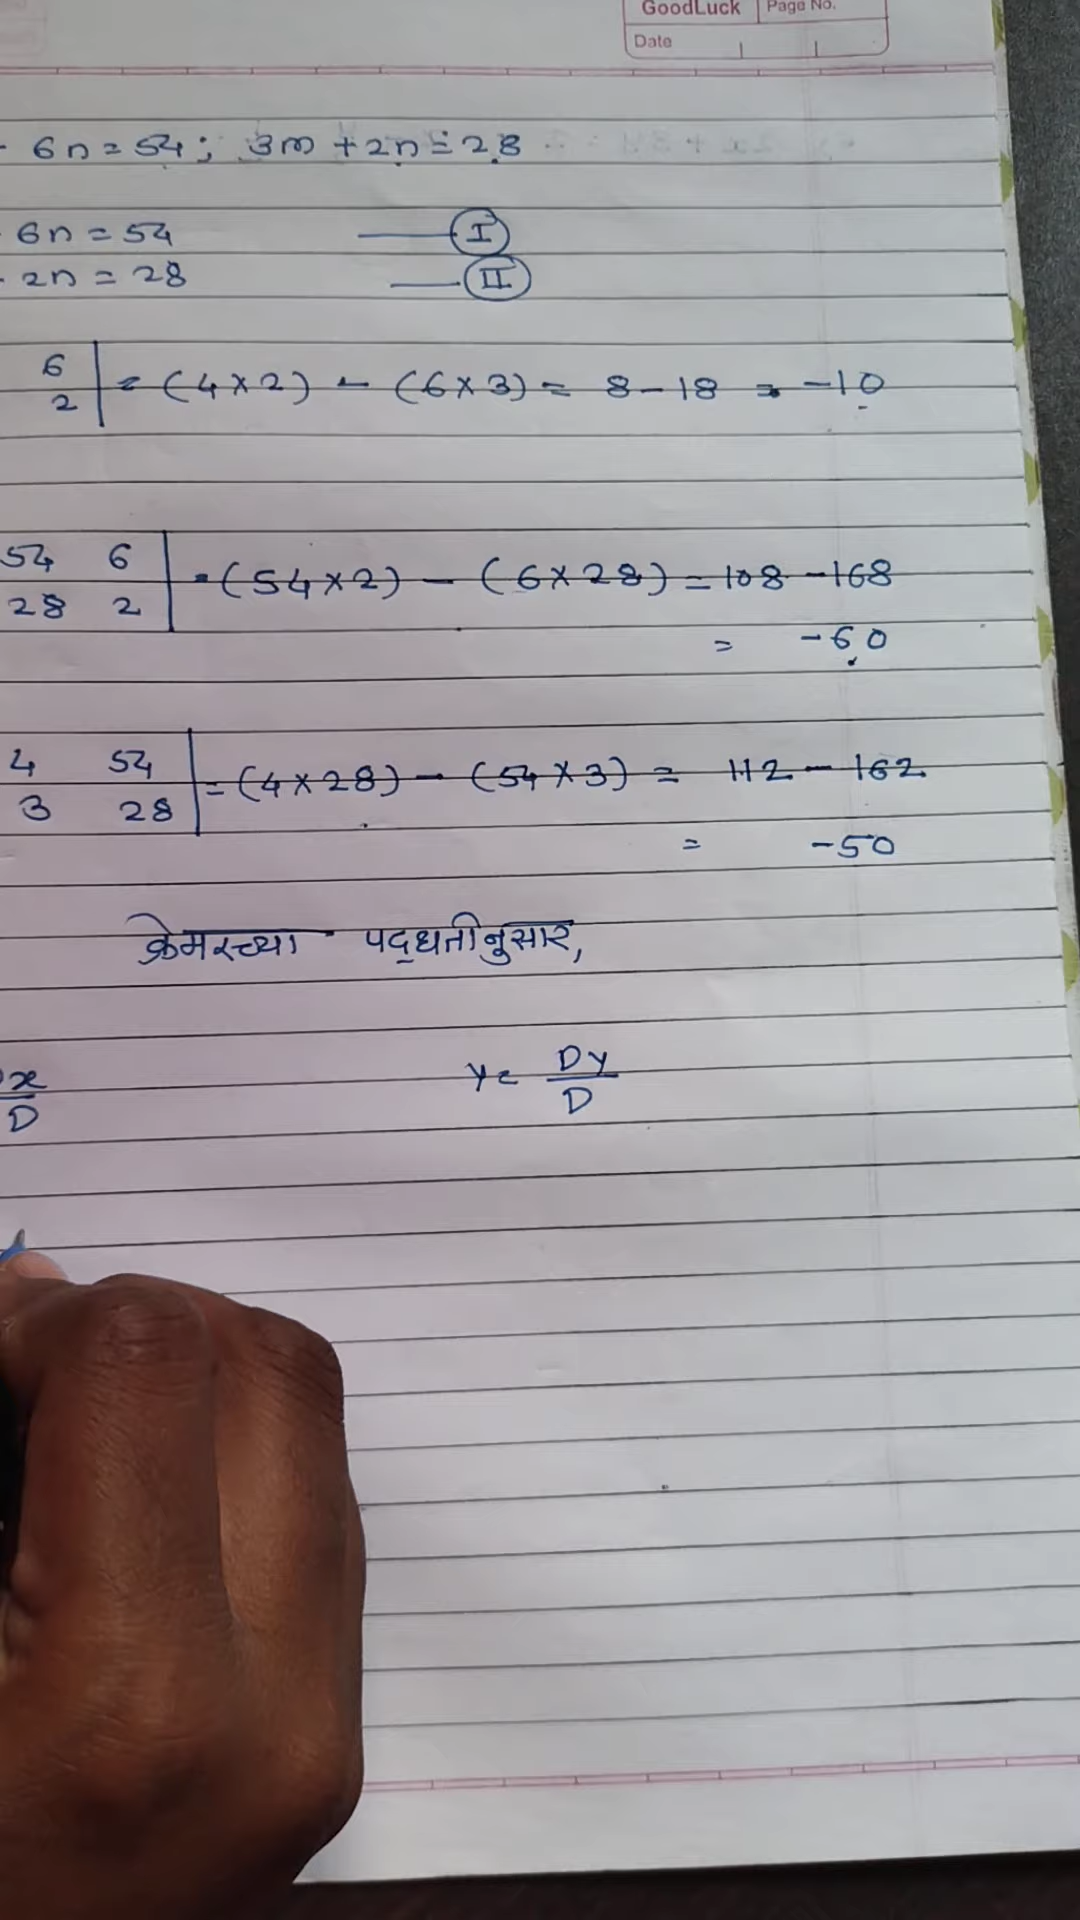 GoodLuck Page No.
Date
- 6n = 54 ; 3m + 2n = 28
6n = 54 — I
2n = 28 — II
6
2 = (4 × 2) - (6 × 3) = 8 - 18 = -10
54 6
28 2 = (54 × 2) - (6 × 28) = 108 - 168
= -60
4 54
3 28 = (4 × 28) - (54 × 3) = 112 - 162
= -50
क्रेमरच्या पद्धतीनुसार,
x/D y = Dy/D